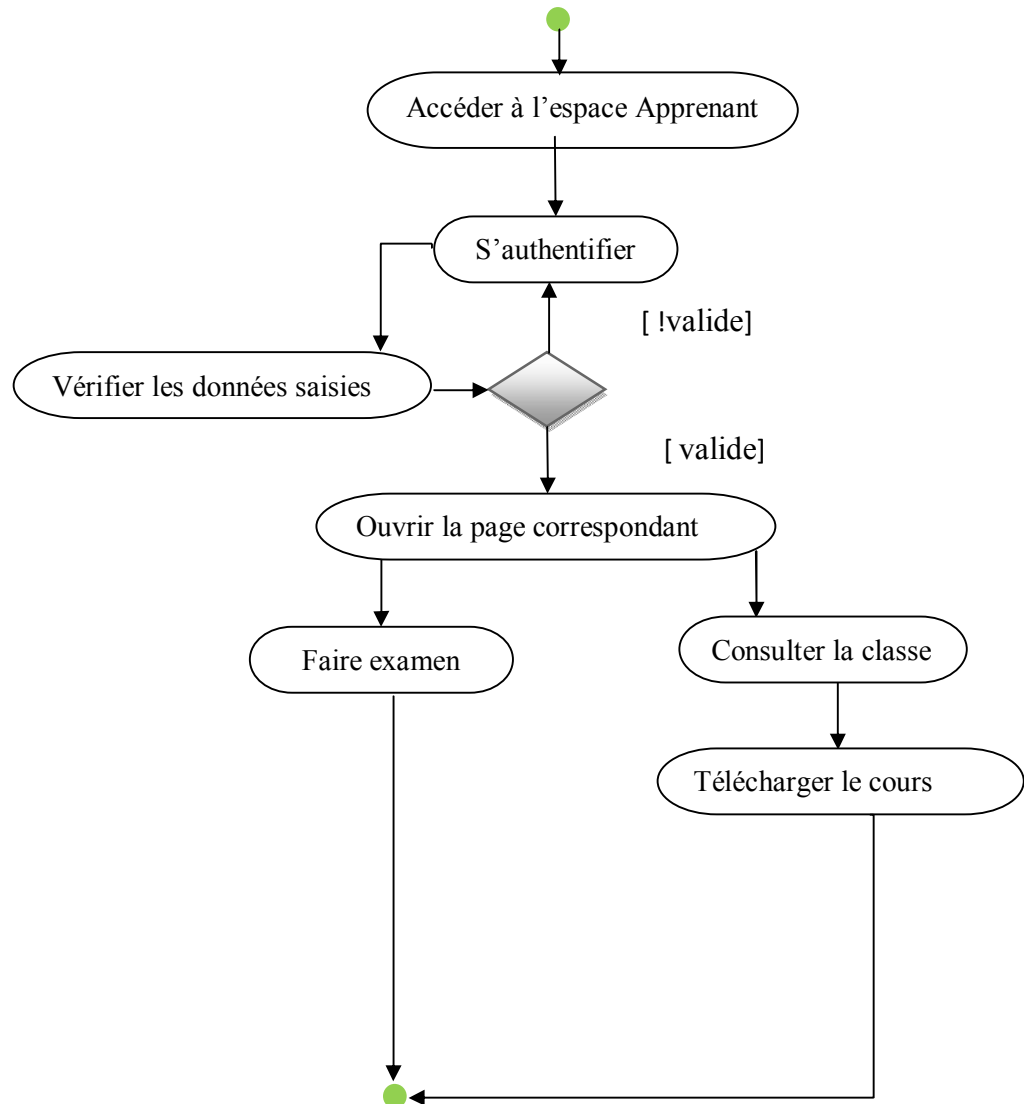 Accéder à l’espace Apprenant
S’authentifier
[ !valide]
Vérifier les données saisies
[ valide]
Ouvrir la page correspondant
Faire examen
Consulter la classe
Télécharger le cours